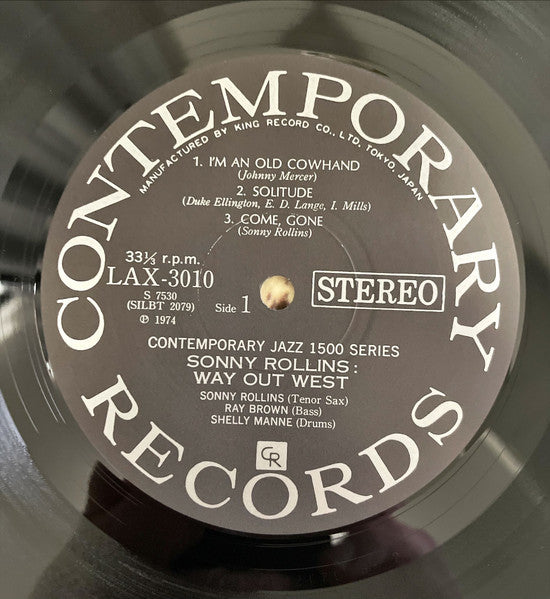 CONTEMPORARY RECORDS
MANUFACTURED BY KING RECORD CO., LTD, TOKYO, JAPAN
1. I'M AN OLD COWHAND
(Johnny Mercer)
2. SOLITUDE
(Duke Ellington, E. D. Lange, I. Mills)
3. COME, GONE
(Sonny Rollins)
33⅓ r.p.m.
LAX-3010
S 7530
(SILBT 2079)
℗ 1974
Side 1
STEREO
CONTEMPORARY JAZZ 1500 SERIES
SONNY ROLLINS :
WAY OUT WEST
SONNY ROLLINS (Tenor Sax)
RAY BROWN (Bass)
SHELLY MANNE (Drums)
CR